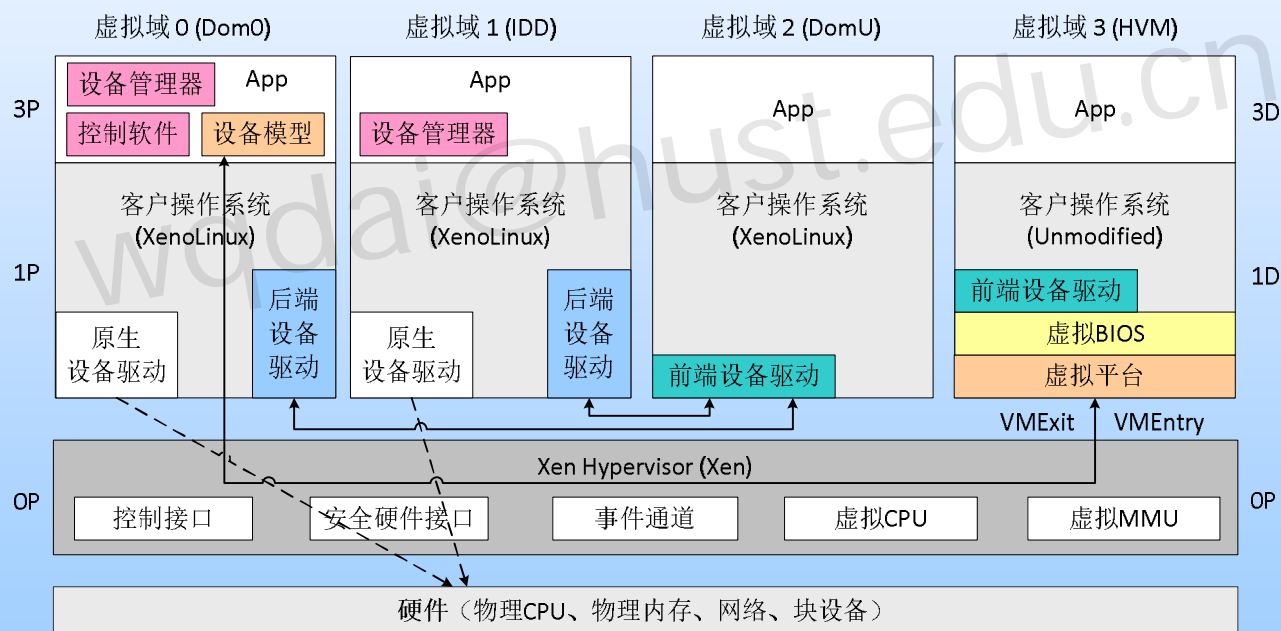 虚拟域 0 (Dom0)
虚拟域 1 (IDD)
虚拟域 2 (DomU)
虚拟域 3 (HVM)
3P
设备管理器
App
控制软件
设备模型
App
设备管理器
App
App
3D
客户操作系统
(XenoLinux)
客户操作系统
(XenoLinux)
客户操作系统
(XenoLinux)
客户操作系统
(Unmodified)
1P
1D
原生
设备驱动
后端
设备
驱动
原生
设备驱动
后端
设备
驱动
前端设备驱动
前端设备驱动
虚拟BIOS
虚拟平台
VMExit
VMEntry
Xen Hypervisor (Xen)
0P
控制接口
安全硬件接口
事件通道
虚拟CPU
虚拟MMU
0P
硬件（物理CPU、物理内存、网络、块设备）
wqdai@hust.edu.cn